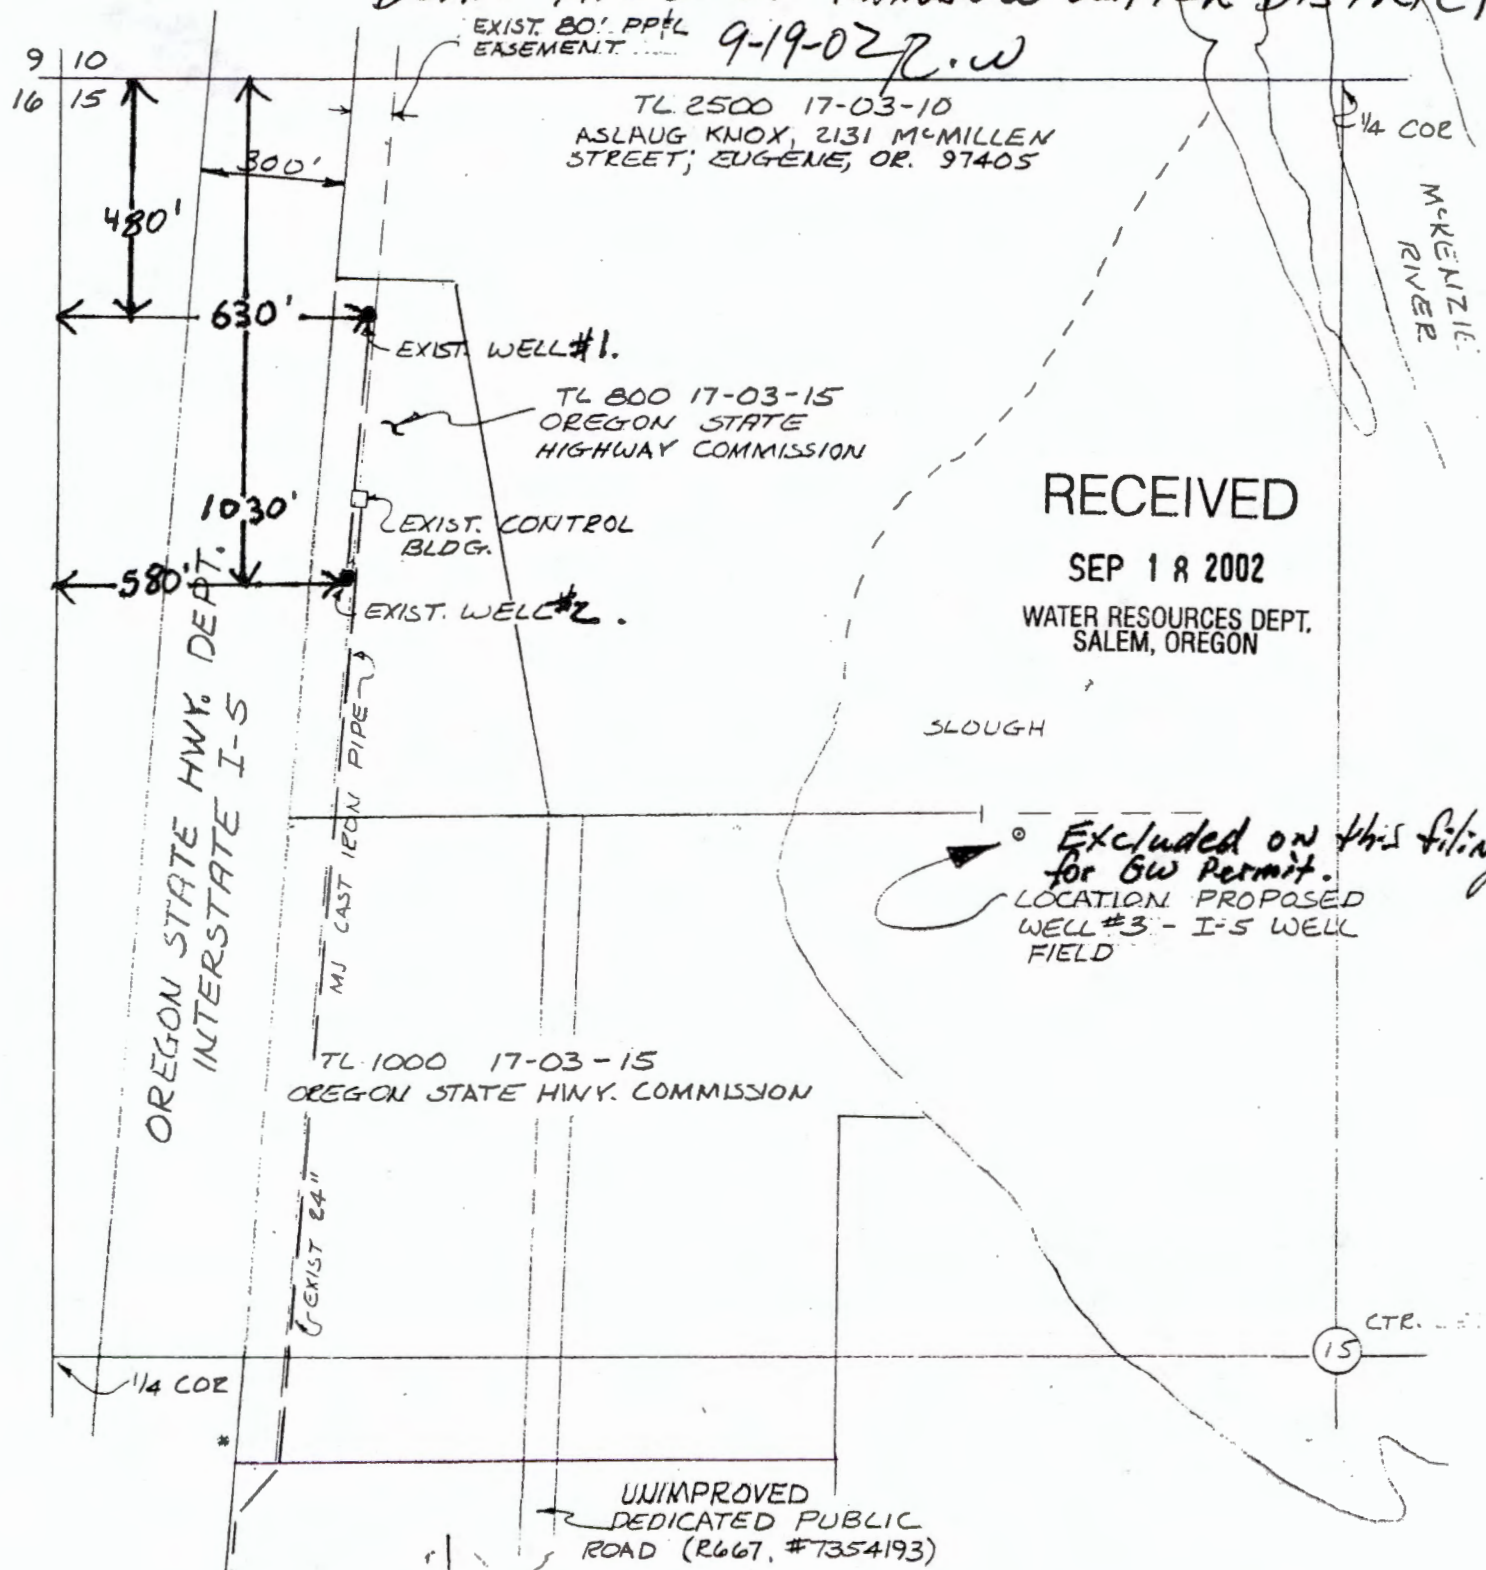 WATER DISTRICT
EXIST. 80' PP&L
EASEMENT
9-19-02 R.W
9 10
16 15
TL 2500 17-03-10
ASLAUG KNOX, 2131 McMILLEN
STREET; EUGENE, OR. 97405
1/4 COR
300'
480'
McKENZIE
RIVER
630'
EXIST. WELL #1.
TL 800 17-03-15
OREGON STATE
HIGHWAY COMMISSION
RECEIVED
SEP 18 2002
WATER RESOURCES DEPT.
SALEM, OREGON
1030'
EXIST. CONTROL
BLDG.
580'
EXIST. WELL #2.
OREGON STATE HWY. DEPT.
INTERSTATE I-5
SLOUGH
EXIST 24" MJ CAST IRON PIPE
Excluded on this filing
for GW Permit.
LOCATION PROPOSED
WELL #3 - I-5 WELL
FIELD
TL 1000 17-03-15
OREGON STATE HWY. COMMISSION
CTR.
15
1/4 COR
*
UNIMPROVED
DEDICATED PUBLIC
ROAD (R667, #7354193)